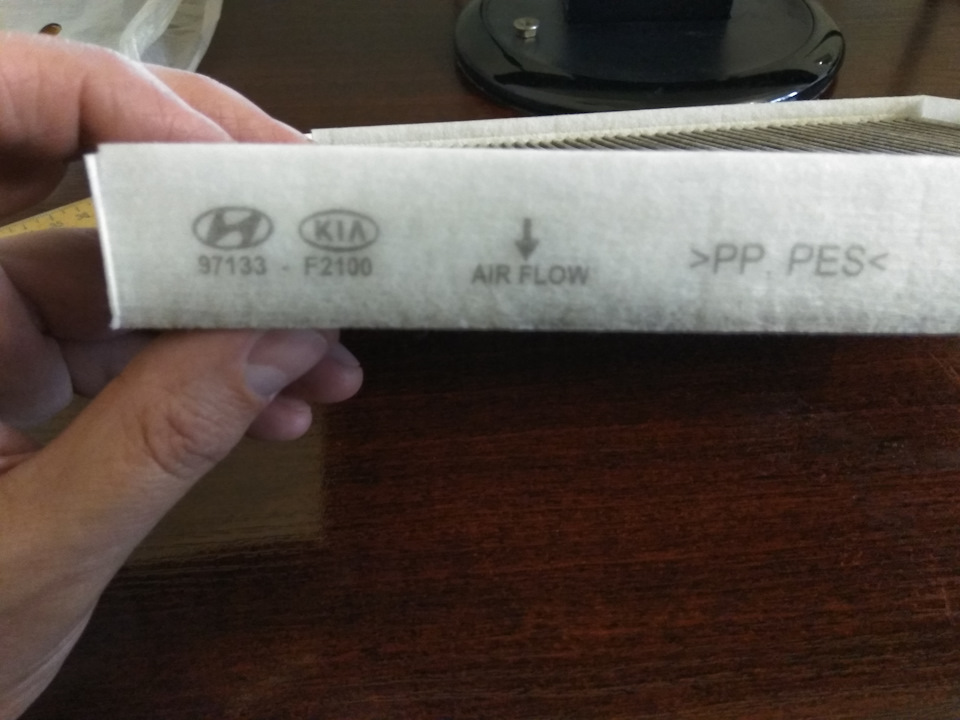 KIA
97133 - F2100
AIR FLOW
>PP PES<